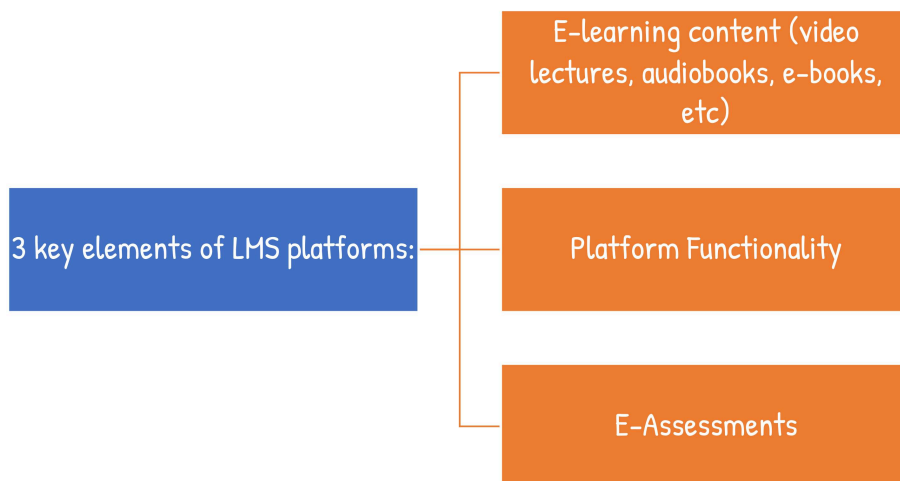 3 key elements of LMS platforms:
E-learning content (video
lectures, audiobooks, e-books,
etc)
Platform Functionality
E-Assessments